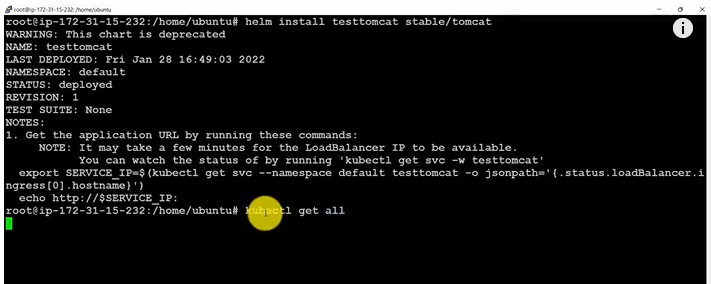 root@ip-172-31-15-232: /home/ubuntu
root@ip-172-31-15-232:/home/ubuntu# helm install testtomcat stable/tomcat
WARNING: This chart is deprecated
NAME: testtomcat
LAST DEPLOYED: Fri Jan 28 16:49:03 2022
NAMESPACE: default
STATUS: deployed
REVISION: 1
TEST SUITE: None
NOTES:
1. Get the application URL by running these commands:
NOTE: It may take a few minutes for the LoadBalancer IP to be available.
You can watch the status of by running 'kubectl get svc -w testtomcat'
export SERVICE_IP=$(kubectl get svc --namespace default testtomcat -o jsonpath='{.status.loadBalancer.i
ngress[0].hostname}')
echo http://$SERVICE_IP:
root@ip-172-31-15-232:/home/ubuntu# kubectl get all